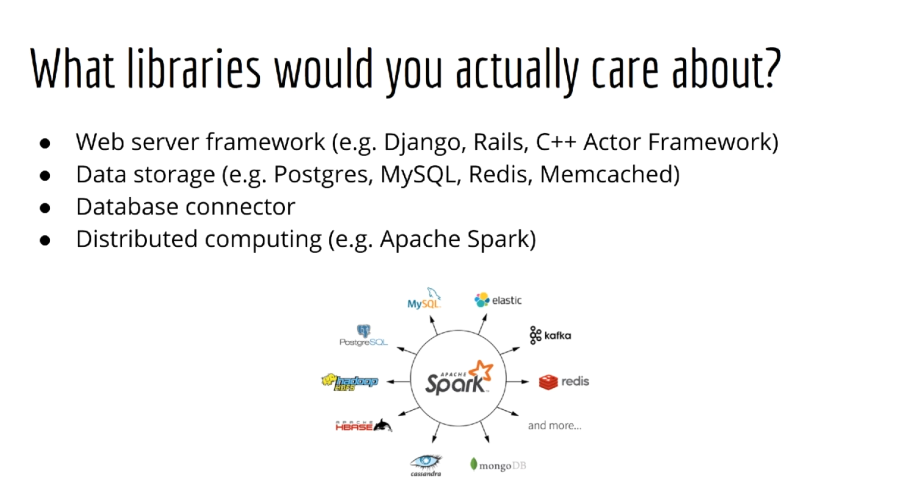 What libraries would you actually care about?
● Web server framework (e.g. Django, Rails, C++ Actor Framework)
● Data storage (e.g. Postgres, MySQL, Redis, Memcached)
● Database connector
● Distributed computing (e.g. Apache Spark)
MySQL
elastic
PostgreSQL
kafka
hadoop
APACHE
Spark
redis
APACHE
HBASE
and more...
cassandra
mongoDB